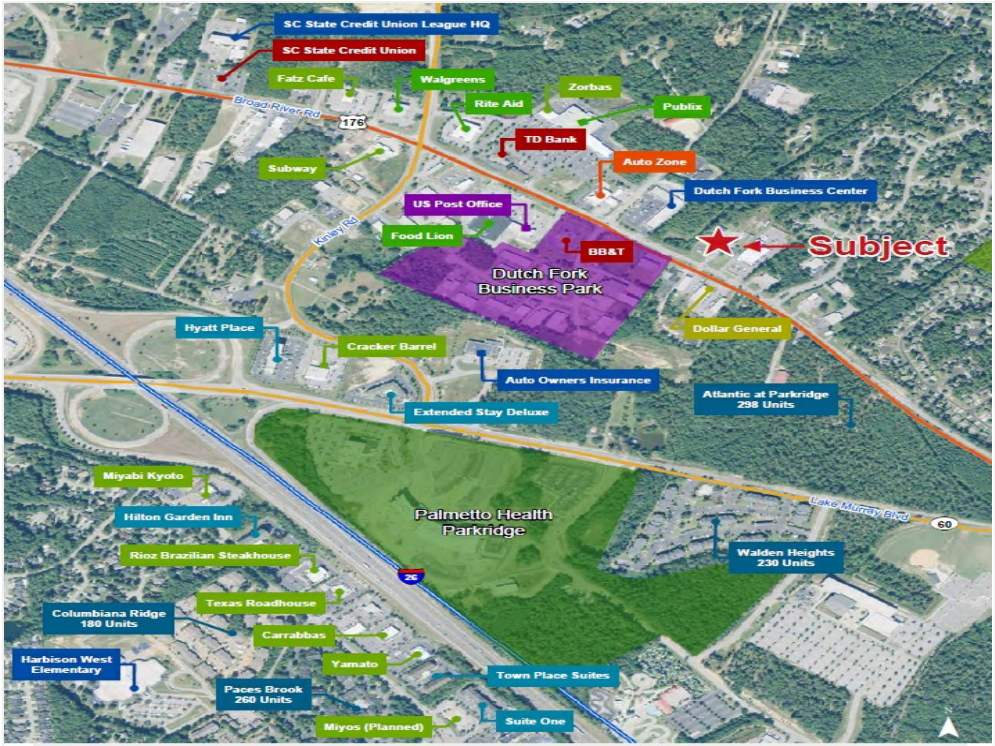 SC State Credit Union League HQ
SC State Credit Union
Fatz Cafe
Walgreens
Zorbas
Rite Aid
Publix
Broad River Rd
176
TD Bank
Subway
Auto Zone
Dutch Fork Business Center
US Post Office
Kinley Rd
Food Lion
BB&T
Subject
Dutch Fork
Business Park
Hyatt Place
Dollar General
Cracker Barrel
Auto Owners Insurance
Extended Stay Deluxe
Atlantic at Parkridge
298 Units
Miyabi Kyoto
Hilton Garden Inn
Palmetto Health
Parkridge
Lake Murray Blvd
60
Rioz Brazilian Steakhouse
Walden Heights
230 Units
26
Texas Roadhouse
Columbiana Ridge
180 Units
Carrabbas
Yamato
Harbison West
Elementary
Town Place Suites
Paces Brook
260 Units
Suite One
Miyos (Planned)
N